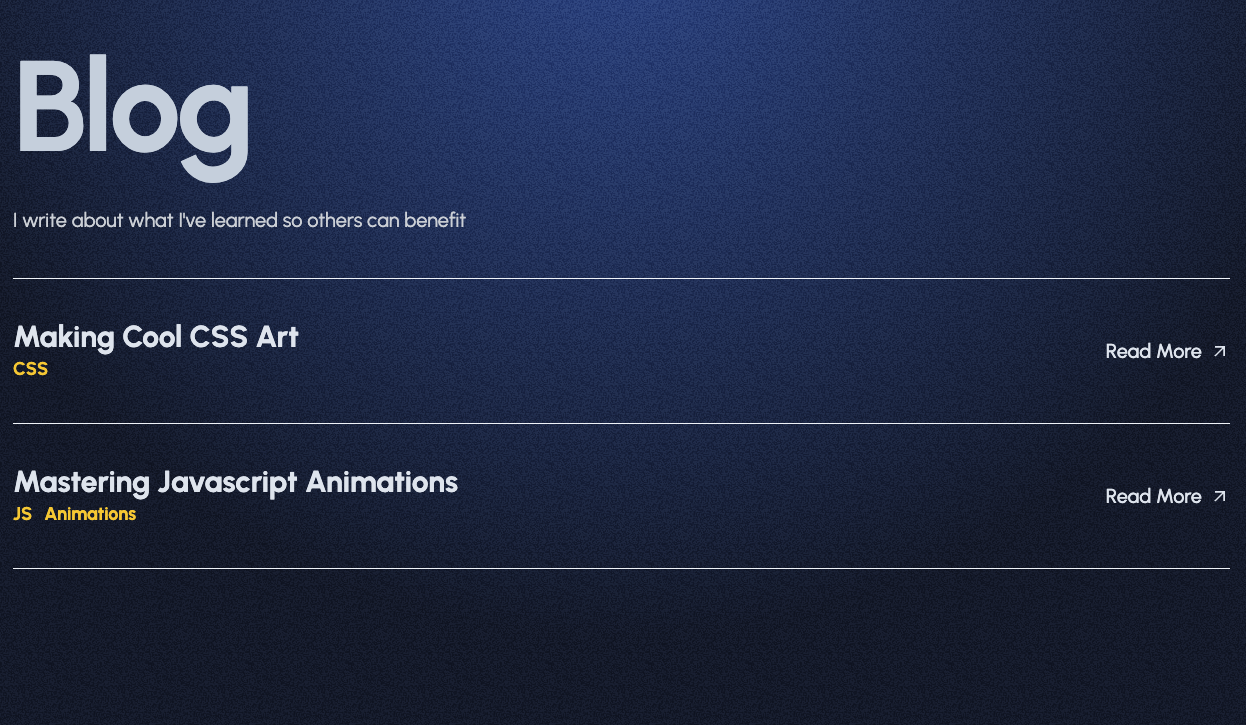 Blog
I write about what I've learned so others can benefit
Making Cool CSS Art
CSS
Read More
Mastering Javascript Animations
JS Animations
Read More